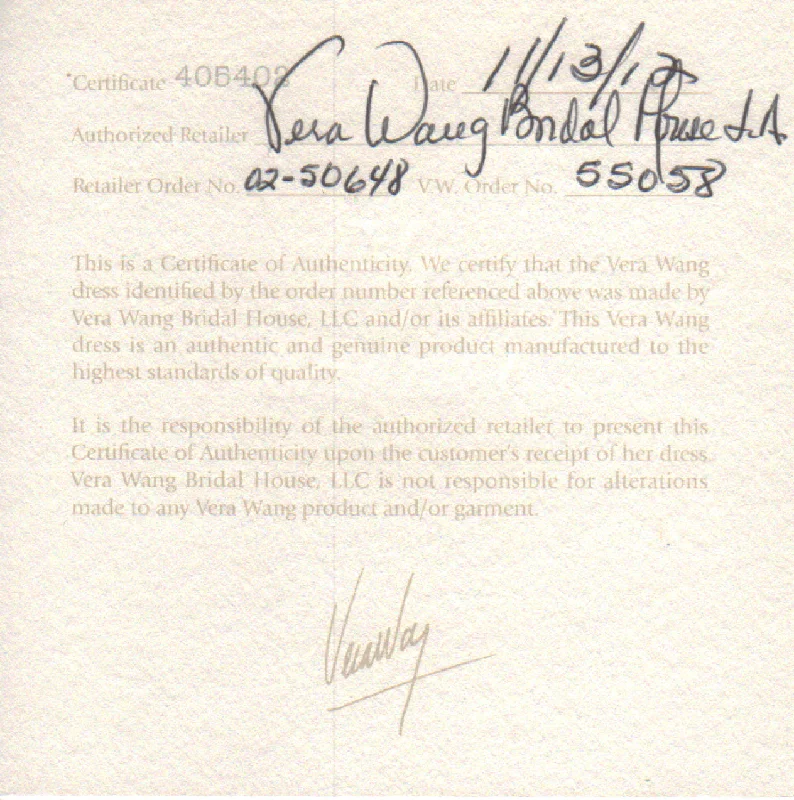 Certificate 406402 Date 11/13/12
Authorized Retailer Vera Wang Bridal House L.A.
Retailer Order No. 02-50648 V.W. Order No. 55058
This is a Certificate of Authenticity. We certify that the Vera Wang
dress identified by the order number referenced above was made by
Vera Wang Bridal House, LLC and/or its affiliates. This Vera Wang
dress is an authentic and genuine product manufactured to the
highest standards of quality.
It is the responsibility of the authorized retailer to present this
Certificate of Authenticity upon the customer's receipt of her dress.
Vera Wang Bridal House, LLC is not responsible for alterations
made to any Vera Wang product and/or garment.
Vera Wang